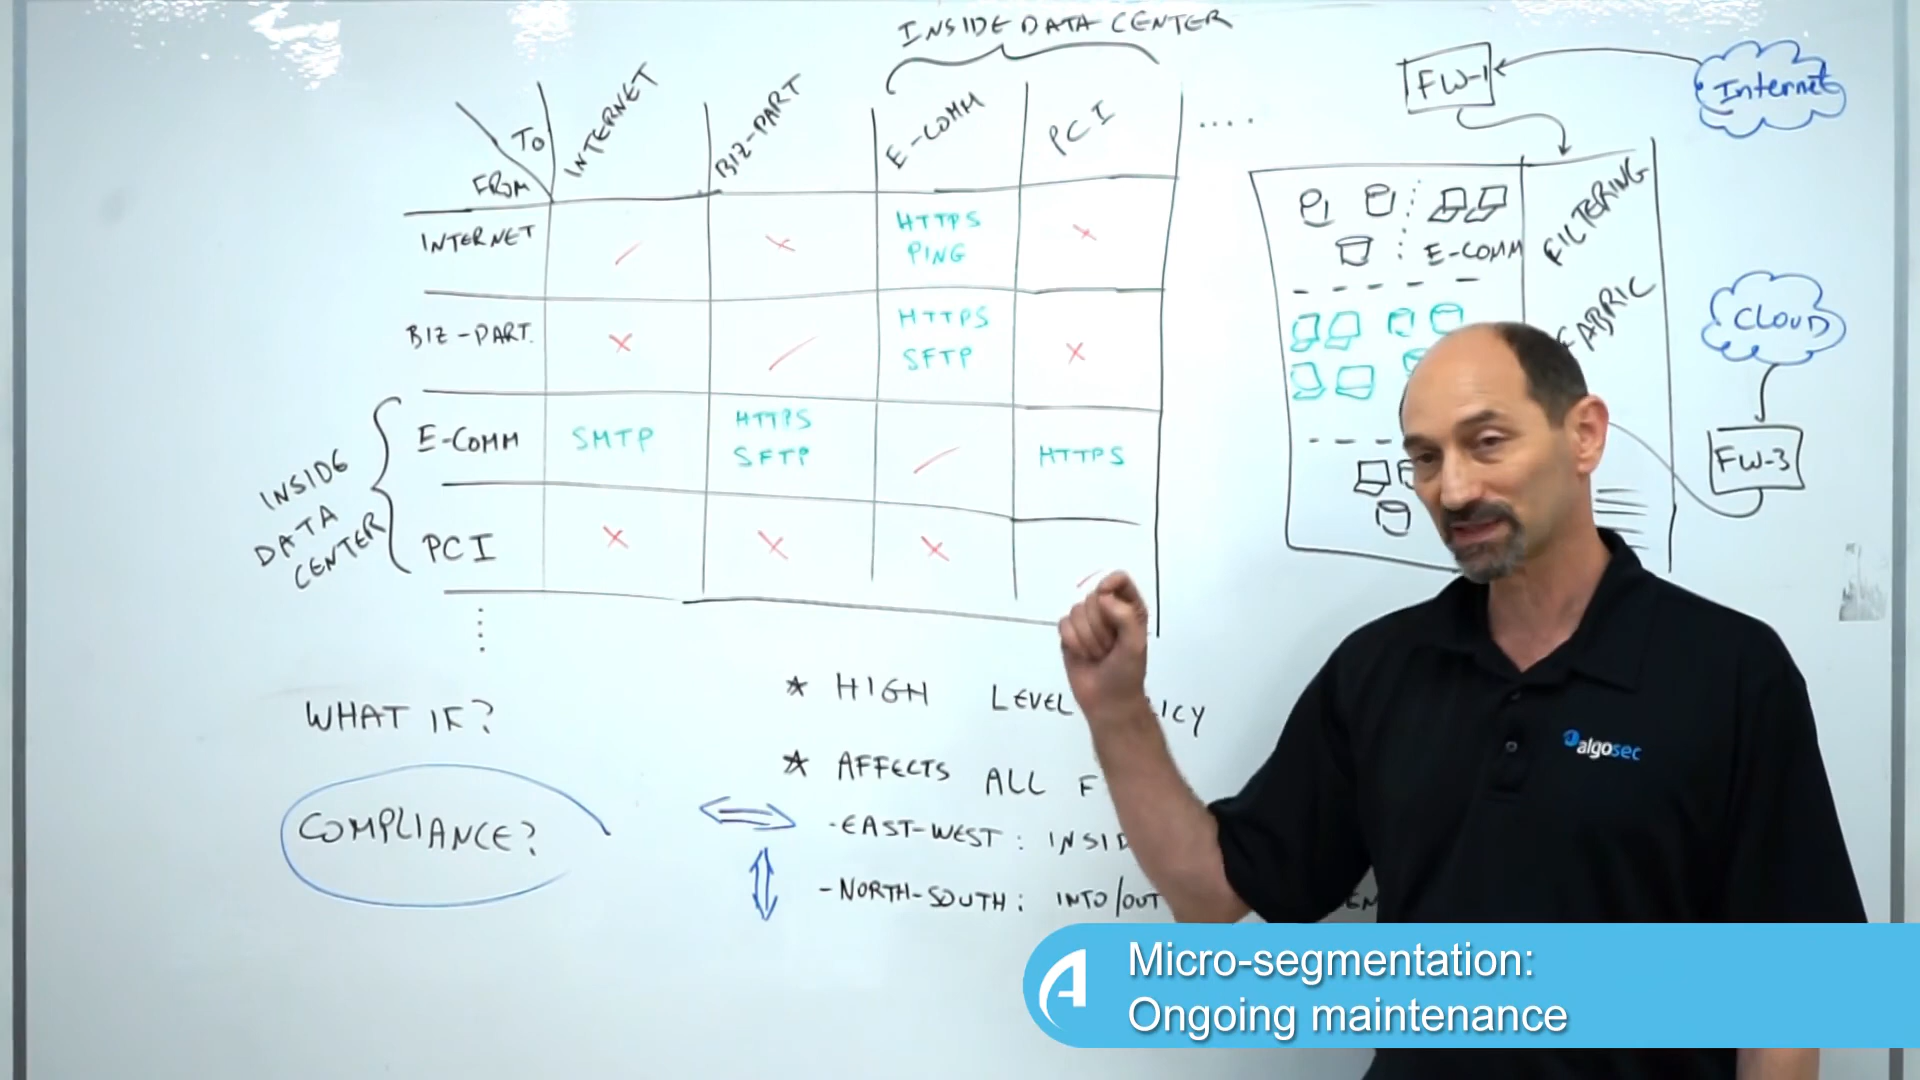 INSIDE DATA CENTER
TO
FROM
INTERNET
BIZ-PART
E-COMM
PCI
.....
INTERNET
HTTPS
PING
BIZ-PART.
HTTPS
SFTP
INSIDE
DATA
CENTER
E-COMM
SMTP
HTTPS
SFTP
HTTPS
PCI
WHAT IF?
COMPLIANCE?
* HIGH LEVEL
* AFFECTS ALL
-EAST-WEST:
-NORTH-SOUTH: INTO/OUT
FW-1
Internet
E-COMM
FILTERING
FABRIC
CLOUD
FW-3
algosec
Micro-segmentation:
Ongoing maintenance